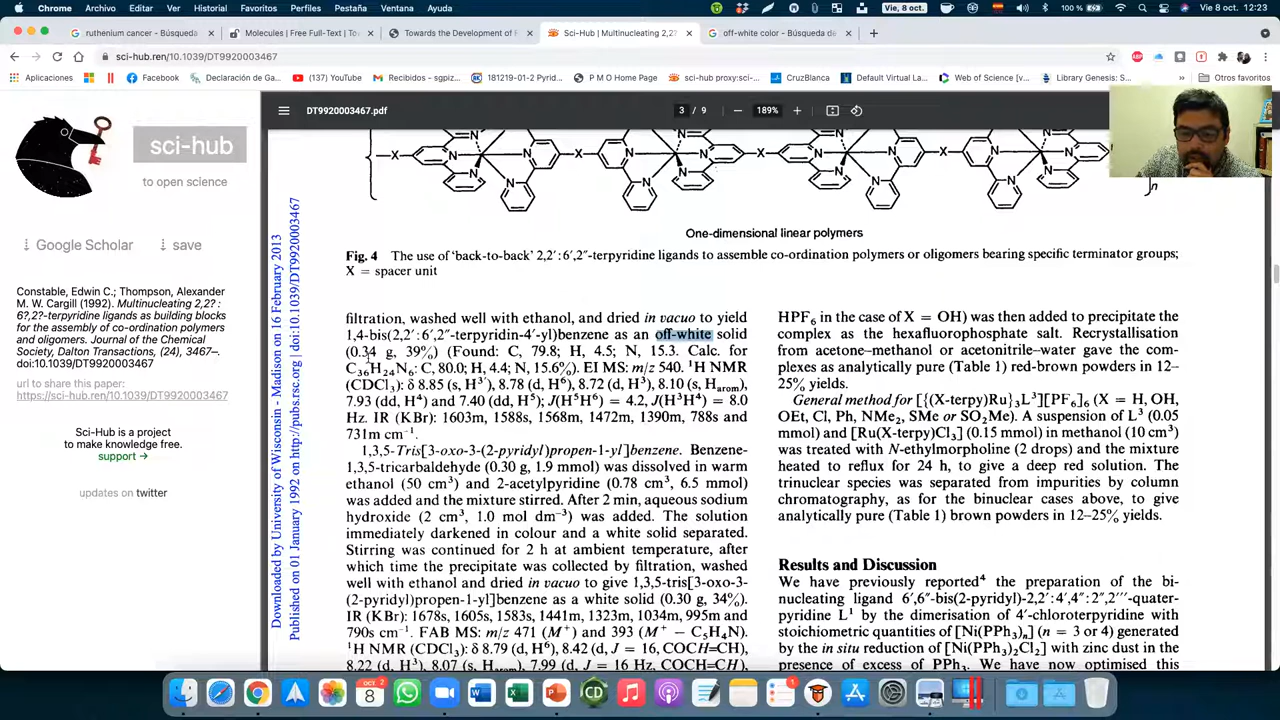 Chrome Archivo Editar Ver Historial Favoritos Perfiles Pestaña Ventana Ayuda
100 % Vie 8 oct. 12:23
Vie, 8 oct.
ruthenium cancer - Búsqueda
Molecules | Free Full-Text | To
Towards the Development of F
Sci-Hub | Multinucleating 2,2?
off-white color - Búsqueda de
sci-hub.ren/10.1039/DT9920003467
Aplicaciones
Facebook
Declaración de Ga...
(137) YouTube
Recibidos - sgpiz...
181219-01-2 Pyrid...
P M O Home Page
sci-hub proxy:sci-...
CruzBlanca
Default Virtual La...
Web of Science [v...
Library Genesis: S...
Otros favoritos
DT9920003467.pdf
3 / 9
189%
sci-hub
to open science
↓ Google Scholar
↓ save
Constable, Edwin C.; Thompson, Alexander
M. W. Cargill (1992). Multinucleating 2,2? :
6?,2?-terpyridine ligands as building blocks
for the assembly of co-ordination polymers
and oligomers. Journal of the Chemical
Society, Dalton Transactions, (24), 3467–.
doi:10.1039/DT9920003467
url to share this paper:
https://sci-hub.ren/10.1039/DT9920003467
Sci-Hub is a project
to make knowledge free.
support →
updates on twitter
Downloaded by University of Wisconsin - Madison on 16 February 2013
Published on 01 January 1992 on http://pubs.rsc.org | doi:10.1039/DT9920003467
X X X X
N N N N
n
One-dimensional linear polymers
Fig. 4 The use of 'back-to-back' 2,2′:6′,2″-terpyridine ligands to assemble co-ordination polymers or oligomers bearing specific terminator groups;
X = spacer unit
filtration, washed well with ethanol, and dried in vacuo to yield
1,4-bis(2,2′:6′,2″-terpyridin-4′-yl)benzene as an off-white solid
(0.34 g, 39%) (Found: C, 79.8; H, 4.5; N, 15.3. Calc. for
C₃₆H₂₄N₆: C, 80.0; H, 4.4; N, 15.6%). EI MS: m/z 540. ¹H NMR
(CDCl₃): δ 8.85 (s, H³′), 8.78 (d, H⁶), 8.72 (d, H³), 8.10 (s, Hₐᵣₒₘ),
7.93 (dd, H⁴) and 7.40 (dd, H⁵); J(H⁵H⁶) = 4.2, J(H³H⁴) = 8.0
Hz. IR (KBr): 1603m, 1588s, 1568m, 1472m, 1390m, 788s and
731m cm⁻¹.
1,3,5-Tris[3-oxo-3-(2-pyridyl)propen-1-yl]benzene. Benzene-
1,3,5-tricarbaldehyde (0.30 g, 1.9 mmol) was dissolved in warm
ethanol (50 cm³) and 2-acetylpyridine (0.78 cm³, 6.5 mmol)
was added and the mixture stirred. After 2 min, aqueous sodium
hydroxide (2 cm³, 1.0 mol dm⁻³) was added. The solution
immediately darkened in colour and a white solid separated.
Stirring was continued for 2 h at ambient temperature, after
which time the precipitate was collected by filtration, washed
well with ethanol and dried in vacuo to give 1,3,5-tris[3-oxo-3-
(2-pyridyl)propen-1-yl]benzene as a white solid (0.30 g, 34%).
IR (KBr): 1678s, 1605s, 1583s, 1441m, 1323m, 1034m, 995m and
790s cm⁻¹. FAB MS: m/z 471 (M⁺) and 393 (M⁺ − C₅H₄N).
¹H NMR (CDCl₃): δ 8.79 (d, H⁶), 8.42 (d, J = 16, COCH=CH),
8.22 (d, H³), 8.07 (s, Hₐᵣₒₘ), 7.99 (d, J = 16 Hz, COCH=CH),
HPF₆ in the case of X = OH) was then added to precipitate the
complex as the hexafluorophosphate salt. Recrystallisation
from acetone–methanol or acetonitrile–water gave the com-
plexes as analytically pure (Table 1) red-brown powders in 12–
25% yields.
General method for [{(X-terpy)Ru}₃L³][PF₆]₆ (X = H, OH,
OEt, Cl, Ph, NMe₂, SMe or SO₂Me). A suspension of L³ (0.05
mmol) and [Ru(X-terpy)Cl₃] (0.15 mmol) in methanol (10 cm³)
was treated with N-ethylmorpholine (2 drops) and the mixture
heated to reflux for 24 h, to give a deep red solution. The
trinuclear species was separated from impurities by column
chromatography, as for the binuclear cases above, to give
analytically pure (Table 1) brown powders in 12–25% yields.
Results and Discussion
We have previously reported⁴ the preparation of the bi-
nucleating ligand 6′,6″-bis(2-pyridyl)-2,2′:4′,4″:2″,2‴-quater-
pyridine L¹ by the dimerisation of 4′-chloroterpyridine with
stoichiometric quantities of [Ni(PPh₃)ₙ] (n = 3 or 4) generated
by the in situ reduction of [Ni(PPh₃)₂Cl₂] with zinc dust in the
presence of excess of PPh₃. We have now optimised this